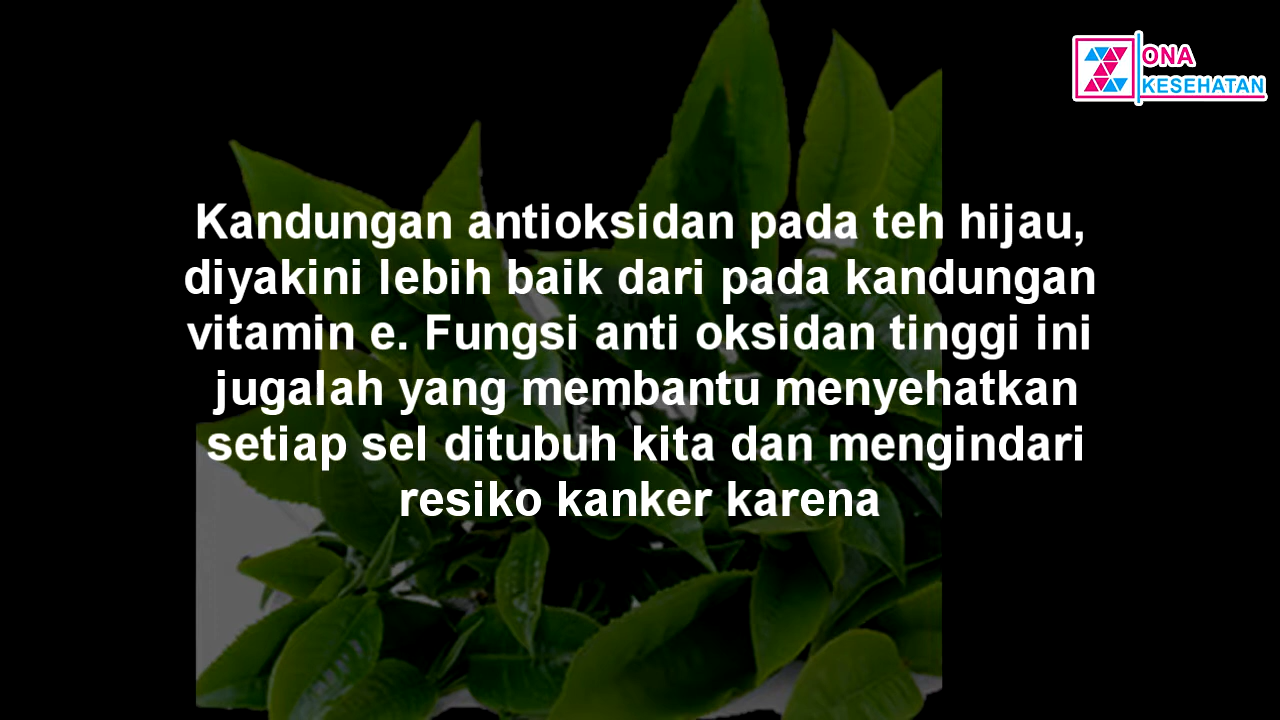 Z ONA
KESEHATAN
Kandungan antioksidan pada teh hijau,
diyakini lebih baik dari pada kandungan
vitamin e. Fungsi anti oksidan tinggi ini
jugalah yang membantu menyehatkan
setiap sel ditubuh kita dan mengindari
resiko kanker karena